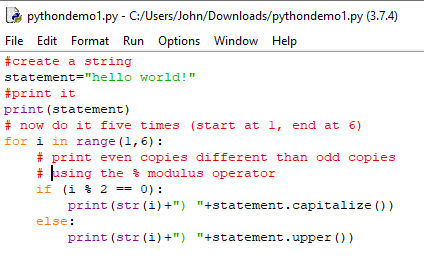 pythondemo1.py - C:/Users/John/Downloads/pythondemo1.py (3.7.4)
File Edit Format Run Options Window Help
#create a string
statement="hello world!"
#print it
print(statement)
# now do it five times (start at 1, end at 6)
for i in range(1,6):
    # print even copies different than odd copies
    # using the % modulus operator
    if (i % 2 == 0):
        print(str(i)+") "+statement.capitalize())
    else:
        print(str(i)+") "+statement.upper())